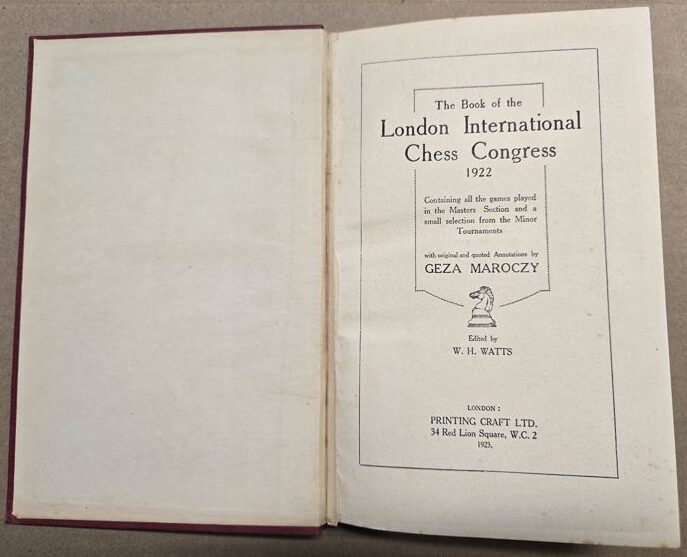 The Book of the
London International
Chess Congress
1922
Containing all the games played
in the Masters Section and a
small selection from the Minor
Tournaments
with original and quoted Annotations by
GEZA MAROCZY
Edited by
W. H. WATTS
LONDON :
PRINTING CRAFT LTD.
34 Red Lion Square, W.C. 2
1923.